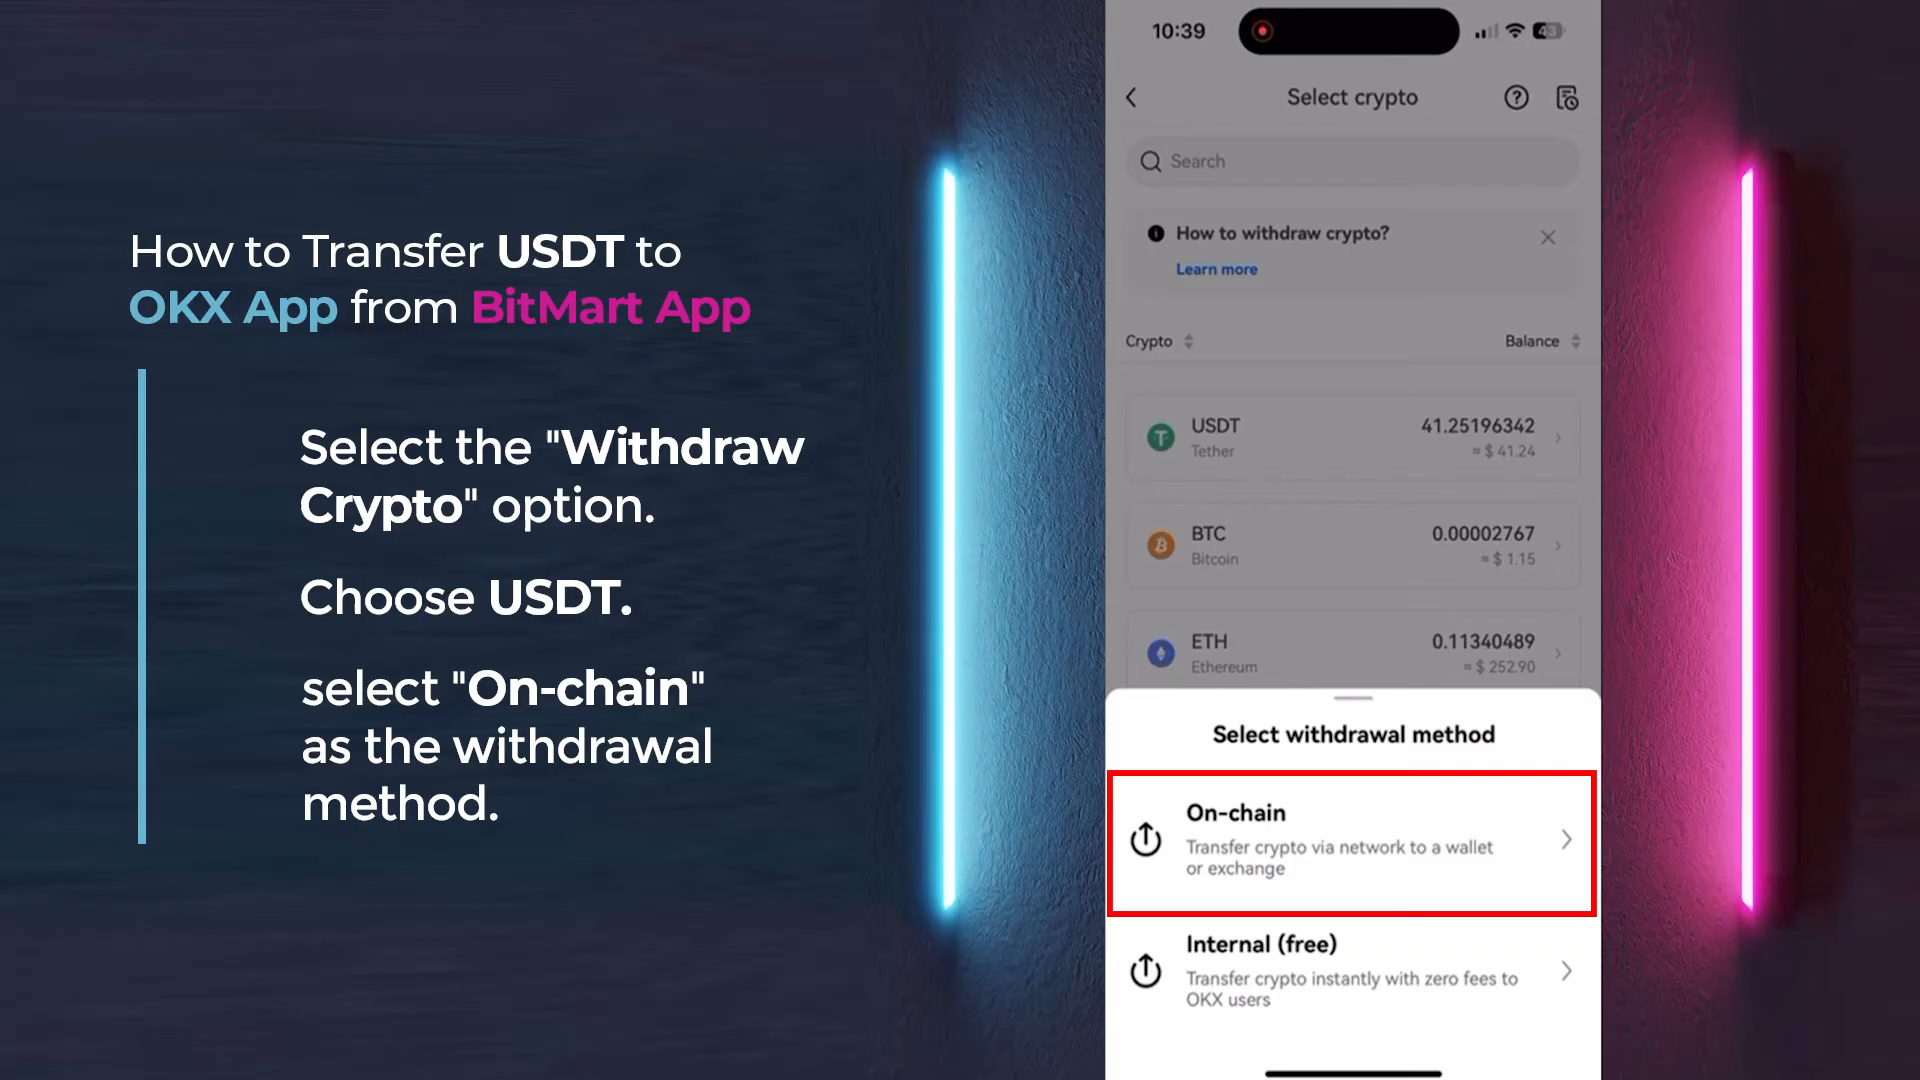 How to Transfer USDT to
OKX App from BitMart App
Select the "Withdraw
Crypto" option.
Choose USDT.
select "On-chain"
as the withdrawal
method.
10:39
43
Select crypto
Search
How to withdraw crypto?
Learn more
Crypto
Balance
USDT
41.25196342
Tether
≈ $ 41.24
BTC
0.00002767
Bitcoin
≈ $ 1.15
ETH
0.11340489
Ethereum
≈ $ 252.90
Select withdrawal method
On-chain
Transfer crypto via network to a wallet
or exchange
Internal (free)
Transfer crypto instantly with zero fees to
OKX users